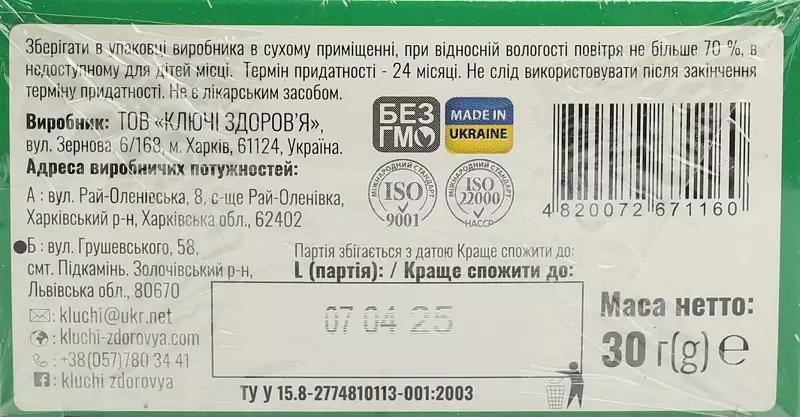 Зберігати в упаковці виробника в сухому приміщенні, при відносній вологості повітря не більше 70 %, в
недоступному для дітей місці. Термін придатності - 24 місяці. Не слід використовувати після закінчення
терміну придатності. Не є лікарським засобом.
Виробник: ТОВ «КЛЮЧІ ЗДОРОВ'Я»,
вул. Зернова, 6/168, м. Харків, 61124, Україна.
Адреса виробничих потужностей:
А : вул. Рай-Оленівська, 8, с-ще Рай-Оленівка,
Харківський р-н, Харківська обл., 62402
Б : вул. Грушевського, 58,
смт. Підкамінь. Золочівський р-н,
Львівська обл., 80670
: kluchi@ukr.net
: kluchi-zdorovya.com
: +38(057)780 34 41
: kluchi zdorovya
БЕЗ
ГМО
MADE IN
UKRAINE
МІЖНАРОДНИЙ СТАНДАРТ
ISO
9001
МІЖНАРОДНИЙ СТАНДАРТ
ISO
22000
HACCP
4 820072 671160
Партія збігається з датою Краще спожити до:
L (партія): / Краще спожити до:
07 04 25
ТУ У 15.8-2774810113-001:2003
Маса нетто:
30 г(g) ℮